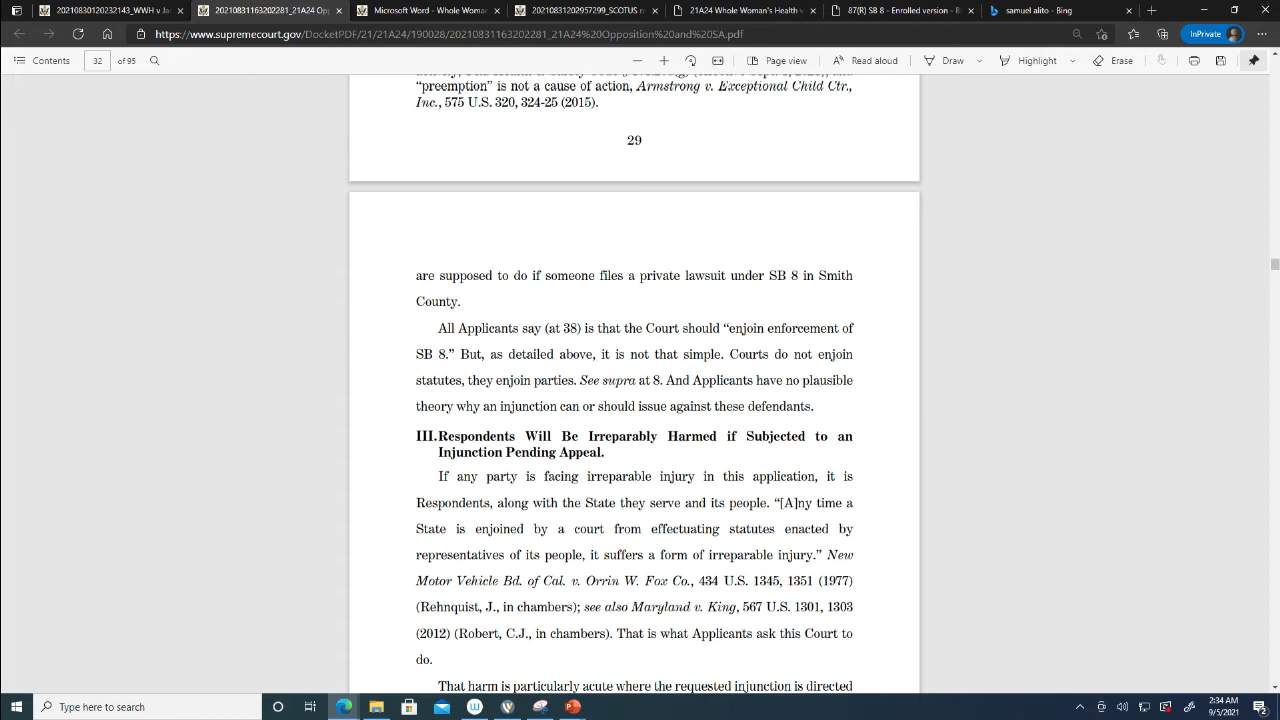 20210830120232143_WWH v Jac
20210831163202281_21A24 Opp
Microsoft Word - Whole Woma
20210831202957299_SCOTUS m
21A24 Whole Woman's Health v
87(R) SB 8 - Enrolled version - B
samuel alito - Bing
https://www.supremecourt.gov/DocketPDF/21/21A24/190028/20210831163202281_21A24%20Opposition%20and%20SA.pdf
InPrivate
Contents 32 of 95 Page view Read aloud Draw Highlight Erase
“preemption” is not a cause of action, Armstrong v. Exceptional Child Ctr.,
Inc., 575 U.S. 320, 324-25 (2015).
29
are supposed to do if someone files a private lawsuit under SB 8 in Smith
County.
All Applicants say (at 38) is that the Court should “enjoin enforcement of
SB 8.” But, as detailed above, it is not that simple. Courts do not enjoin
statutes, they enjoin parties. See supra at 8. And Applicants have no plausible
theory why an injunction can or should issue against these defendants.
III. Respondents Will Be Irreparably Harmed if Subjected to an
Injunction Pending Appeal.
If any party is facing irreparable injury in this application, it is
Respondents, along with the State they serve and its people. “[A]ny time a
State is enjoined by a court from effectuating statutes enacted by
representatives of its people, it suffers a form of irreparable injury.” New
Motor Vehicle Bd. of Cal. v. Orrin W. Fox Co., 434 U.S. 1345, 1351 (1977)
(Rehnquist, J., in chambers); see also Maryland v. King, 567 U.S. 1301, 1303
(2012) (Robert, C.J., in chambers). That is what Applicants ask this Court to
do.
That harm is particularly acute where the requested injunction is directed
Type here to search
2:34 AM
9/5/2021